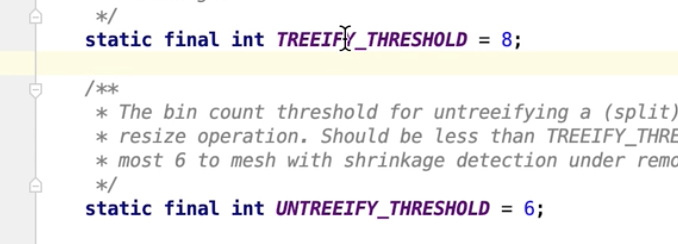 */
static final int TREEIFY_THRESHOLD = 8;
/**
* The bin count threshold for untreeifying a (split)
* resize operation. Should be less than TREEIFY_THRE
* most 6 to mesh with shrinkage detection under remo
*/
static final int UNTREEIFY_THRESHOLD = 6;